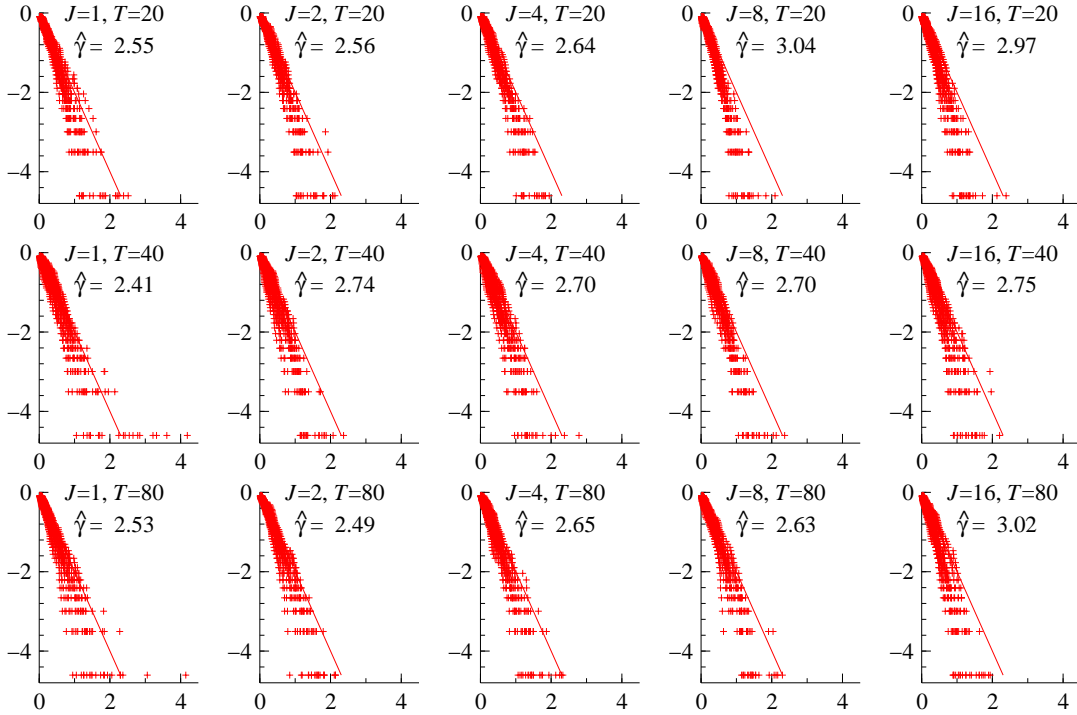 0 J=1, T=20 0 J=2, T=20 0 J=4, T=20 0 J=8, T=20 0 J=16, T=20
γ̂ = 2.55 γ̂ = 2.56 γ̂ = 2.64 γ̂ = 3.04 γ̂ = 2.97
−2 −2 −2 −2 −2
−4 −4 −4 −4 −4
0 2 4 0 2 4 0 2 4 0 2 4 0 2 4
0 J=1, T=40 0 J=2, T=40 0 J=4, T=40 0 J=8, T=40 0 J=16, T=40
γ̂ = 2.41 γ̂ = 2.74 γ̂ = 2.70 γ̂ = 2.70 γ̂ = 2.75
−2 −2 −2 −2 −2
−4 −4 −4 −4 −4
0 2 4 0 2 4 0 2 4 0 2 4 0 2 4
0 J=1, T=80 0 J=2, T=80 0 J=4, T=80 0 J=8, T=80 0 J=16, T=80
γ̂ = 2.53 γ̂ = 2.49 γ̂ = 2.65 γ̂ = 2.63 γ̂ = 3.02
−2 −2 −2 −2 −2
−4 −4 −4 −4 −4
0 2 4 0 2 4 0 2 4 0 2 4 0 2 4